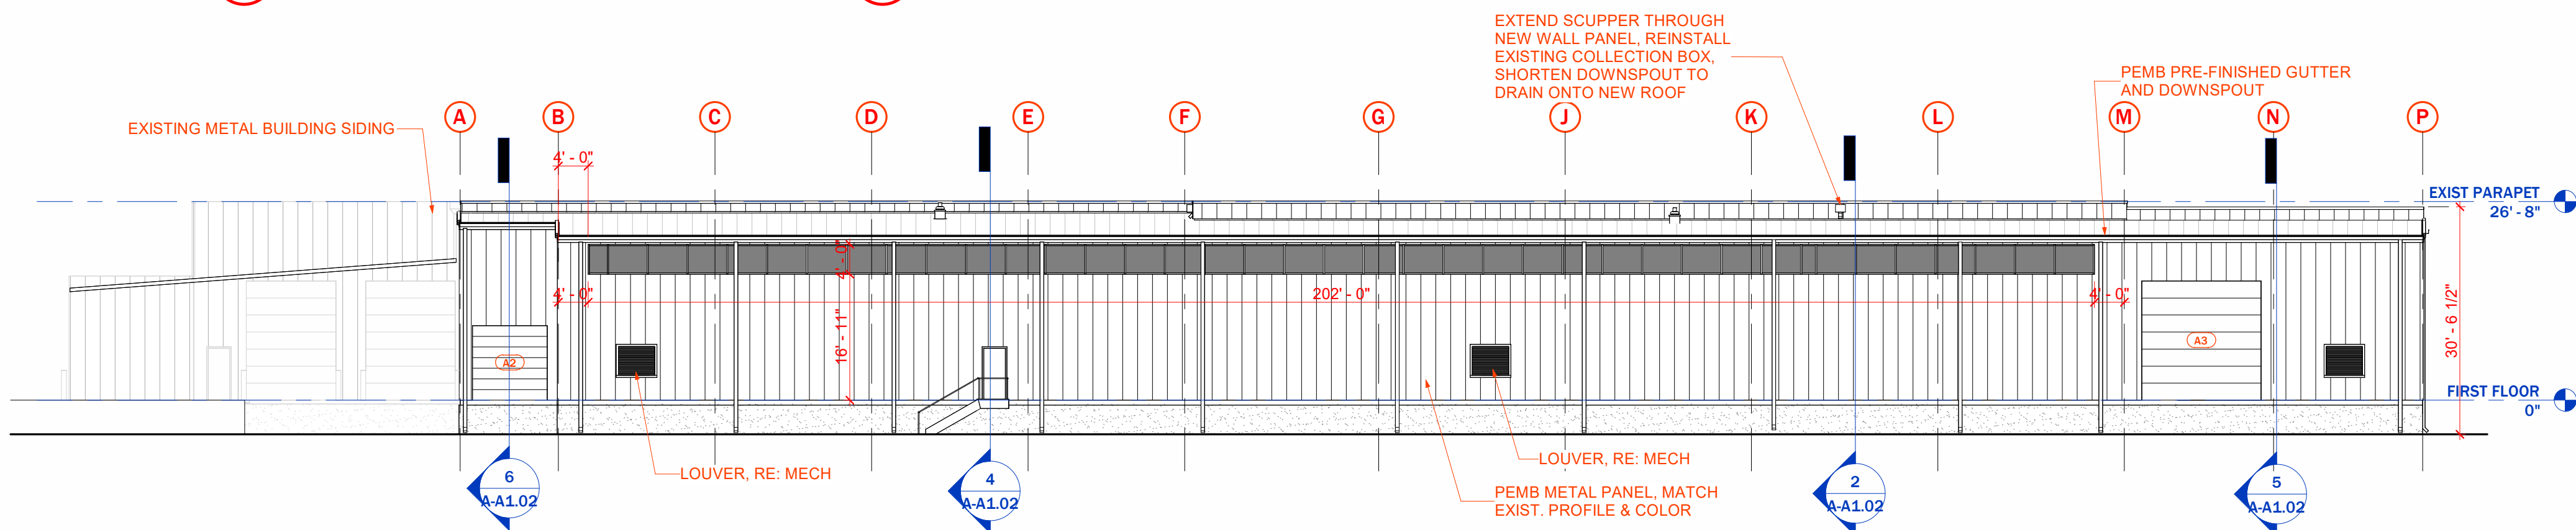 EXTEND SCUPPER THROUGH
NEW WALL PANEL, REINSTALL
EXISTING COLLECTION BOX,
SHORTEN DOWNSPOUT TO
DRAIN ONTO NEW ROOF
PEMB PRE-FINISHED GUTTER
AND DOWNSPOUT
EXISTING METAL BUILDING SIDING
A B C D E F G J K L M N P
4' - 0"
EXIST PARAPET
26' - 8"
4' - 0"
4' - 0" 202' - 0" 4' - 0"
16' - 11"
30' - 6 1/2"
A2
A3
FIRST FLOOR
0"
LOUVER, RE: MECH
LOUVER, RE: MECH
PEMB METAL PANEL, MATCH
EXIST. PROFILE & COLOR
6
A-A1.02
4
A-A1.02
2
A-A1.02
5
A-A1.02